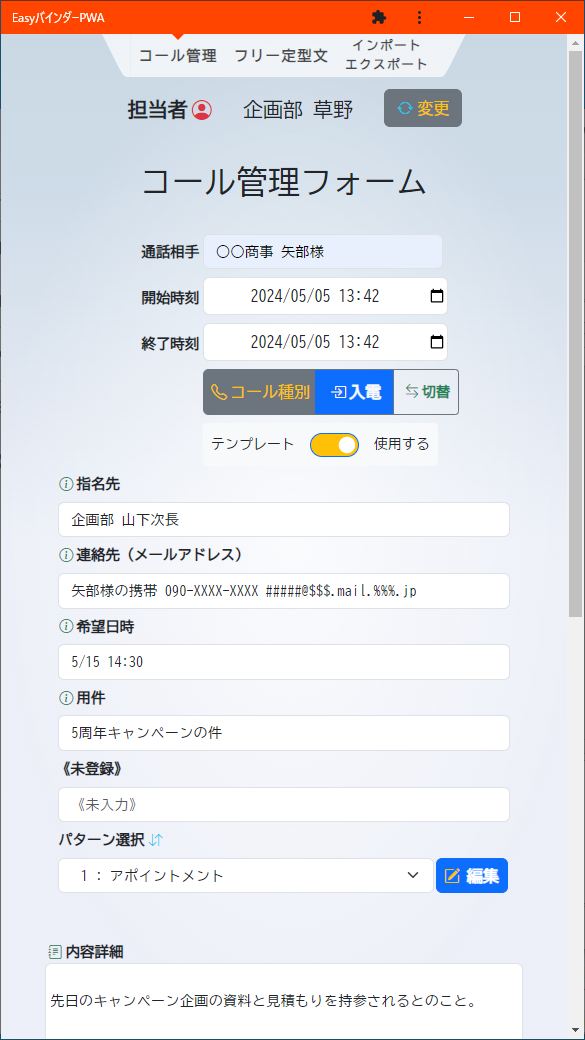 EasyバインダーPWA
コール管理 フリー定型文 インポート
エクスポート
担当者 企画部 草野 変更
コール管理フォーム
通話相手 〇〇商事 矢部様
開始時刻 2024/05/05 13:42
終了時刻 2024/05/05 13:42
コール種別 入電 切替
テンプレート 使用する
指名先
企画部 山下次長
連絡先（メールアドレス）
矢部様の携帯 090-XXXX-XXXX #####@$$$.mail.%%%.jp
希望日時
5/15 14:30
用件
5周年キャンペーンの件
《未登録》
《未入力》
パターン選択
1 : アポイントメント 編集
内容詳細
先日のキャンペーン企画の資料と見積もりを持参されるとのこと。